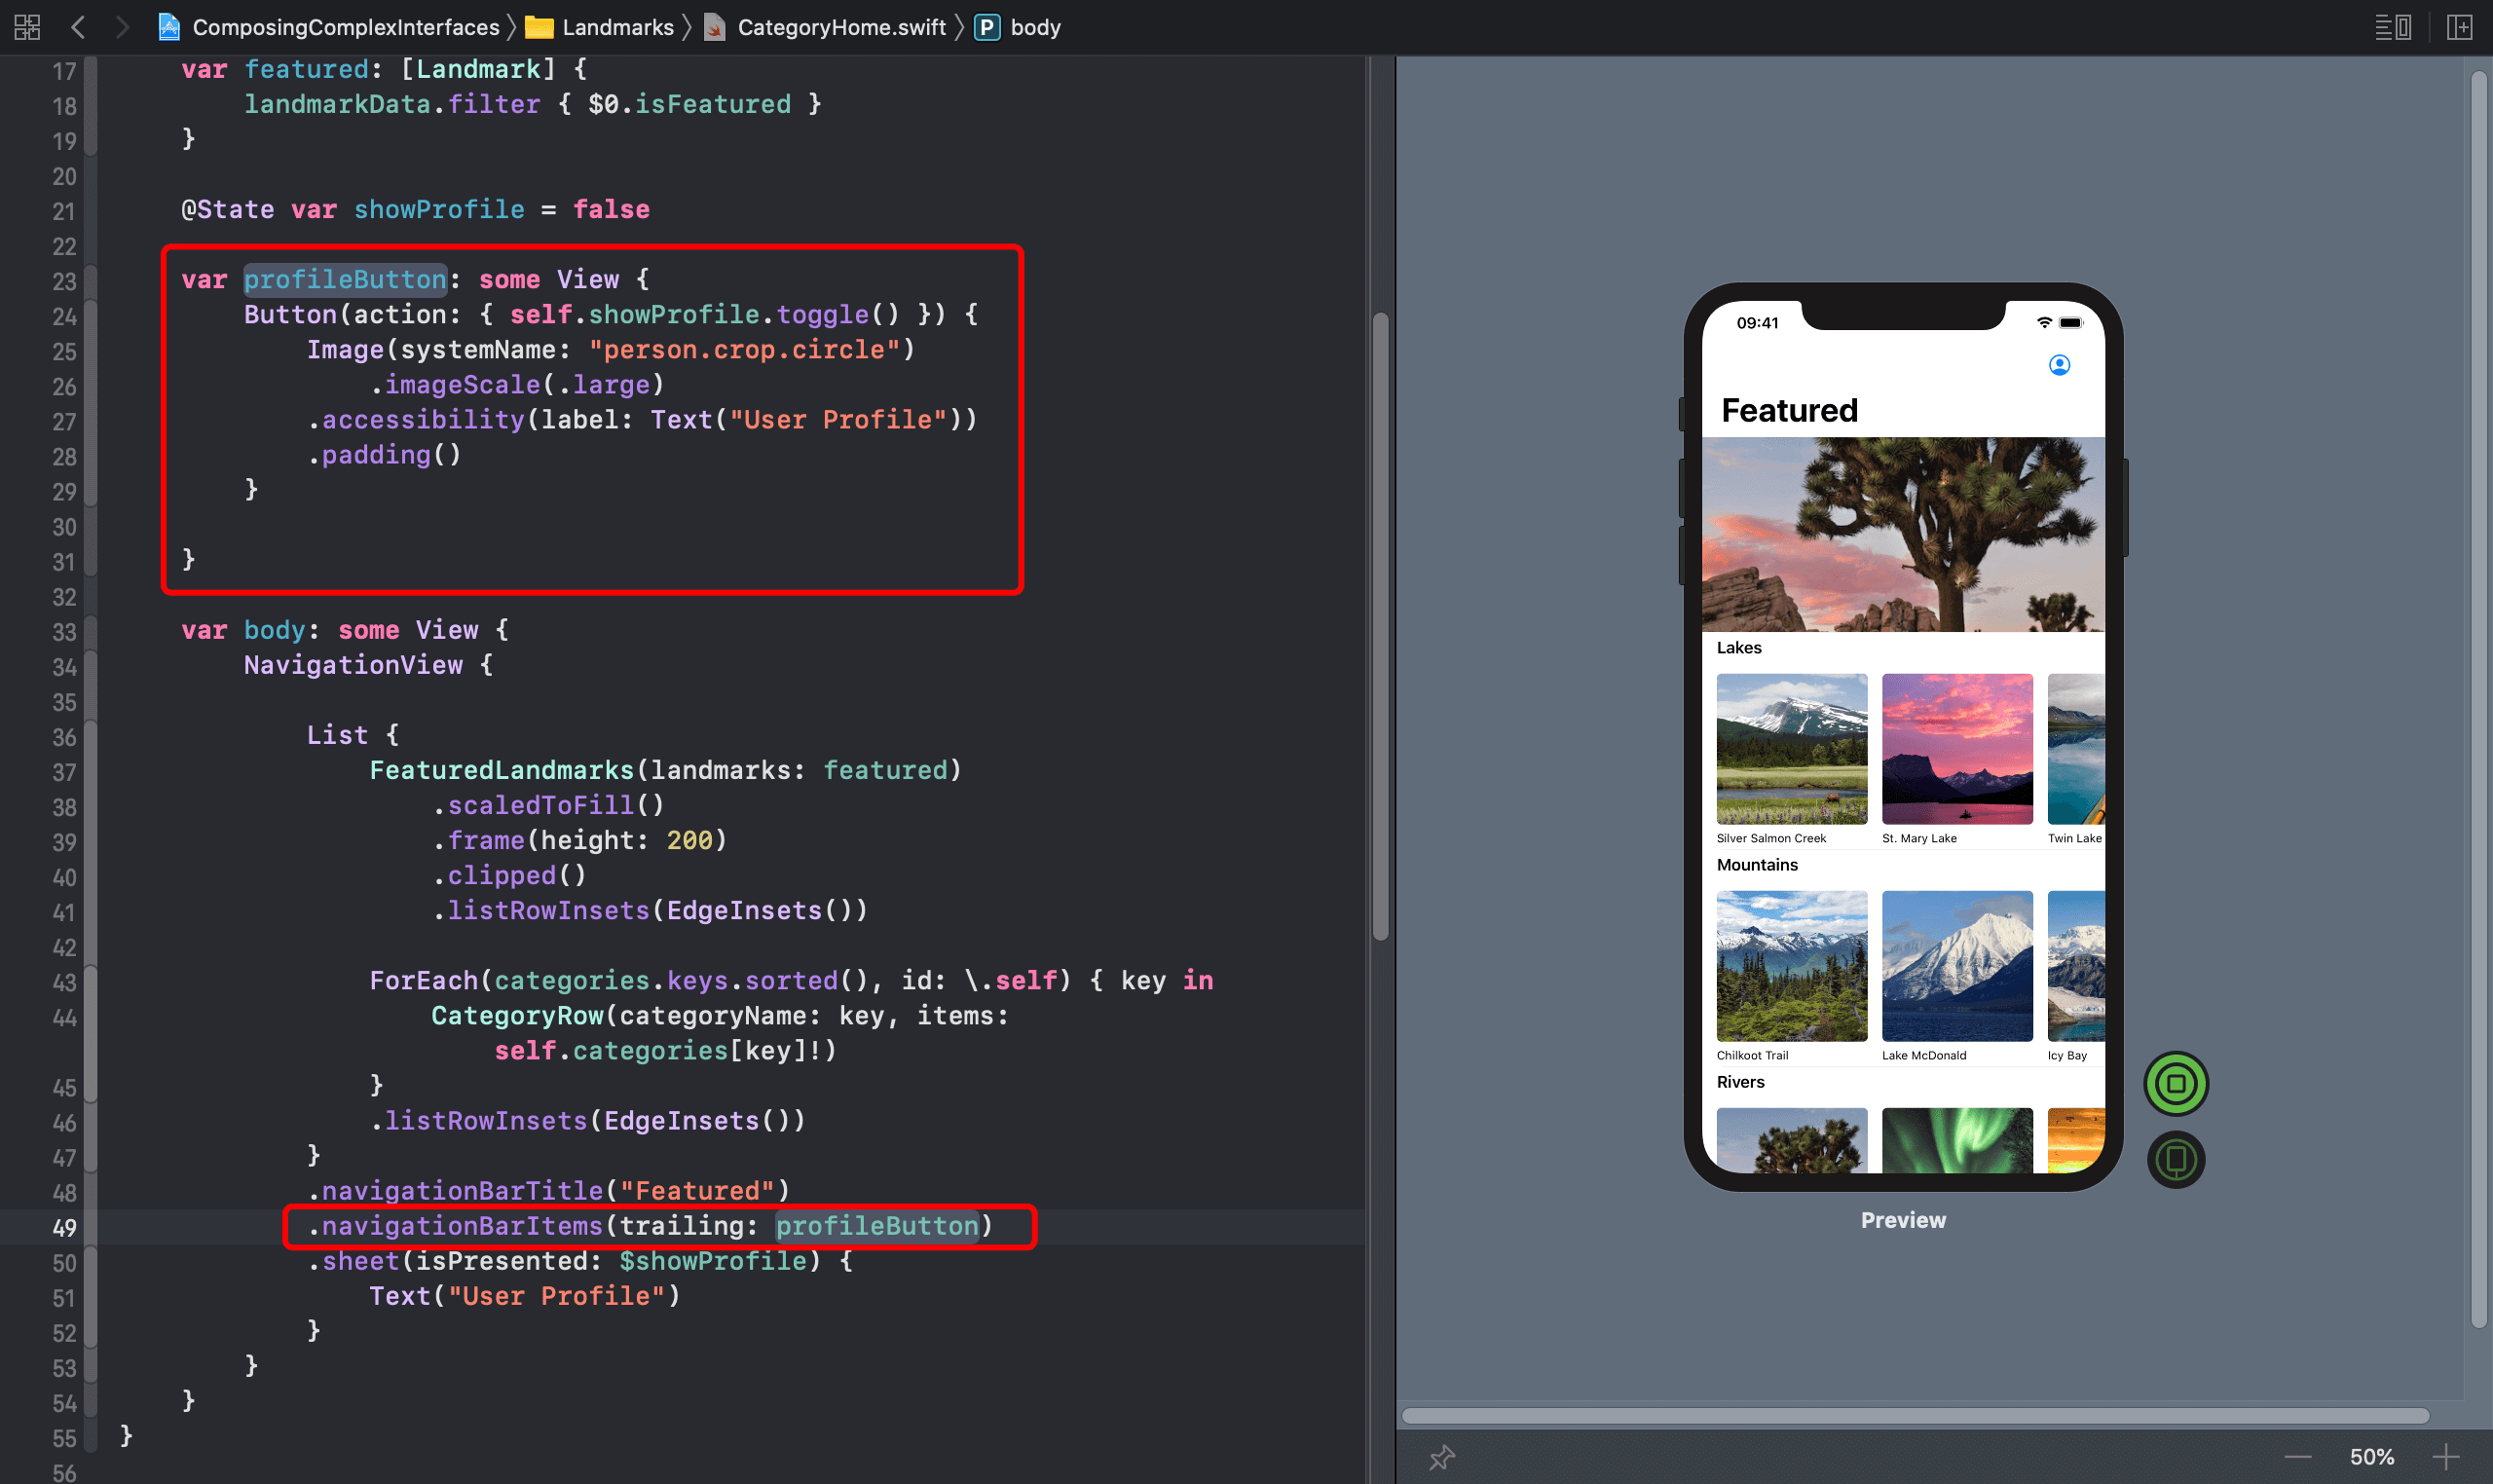 ComposingComplexInterfaces Landmarks CategoryHome.swift P body
17 var featured: [Landmark] {
18 landmarkData.filter { $0.isFeatured }
19 }
20
21 @State var showProfile = false
22
23 var profileButton: some View {
24 Button(action: { self.showProfile.toggle() }) {
25 Image(systemName: "person.crop.circle")
26 .imageScale(.large)
27 .accessibility(label: Text("User Profile"))
28 .padding()
29 }
30
31 }
32
33 var body: some View {
34 NavigationView {
35
36 List {
37 FeaturedLandmarks(landmarks: featured)
38 .scaledToFill()
39 .frame(height: 200)
40 .clipped()
41 .listRowInsets(EdgeInsets())
42
43 ForEach(categories.keys.sorted(), id: \.self) { key in
44 CategoryRow(categoryName: key, items:
self.categories[key]!)
45 }
46 .listRowInsets(EdgeInsets())
47 }
48 .navigationBarTitle("Featured")
49 .navigationBarItems(trailing: profileButton)
50 .sheet(isPresented: $showProfile) {
51 Text("User Profile")
52 }
53 }
54 }
55 }
56
09:41
Featured
Lakes
Silver Salmon Creek St. Mary Lake Twin Lake
Mountains
Chilkoot Trail Lake McDonald Icy Bay
Rivers
Preview
50%